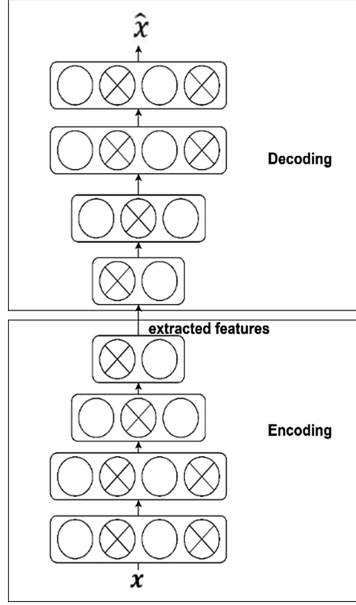 x̂
Decoding
extracted features
Encoding
x